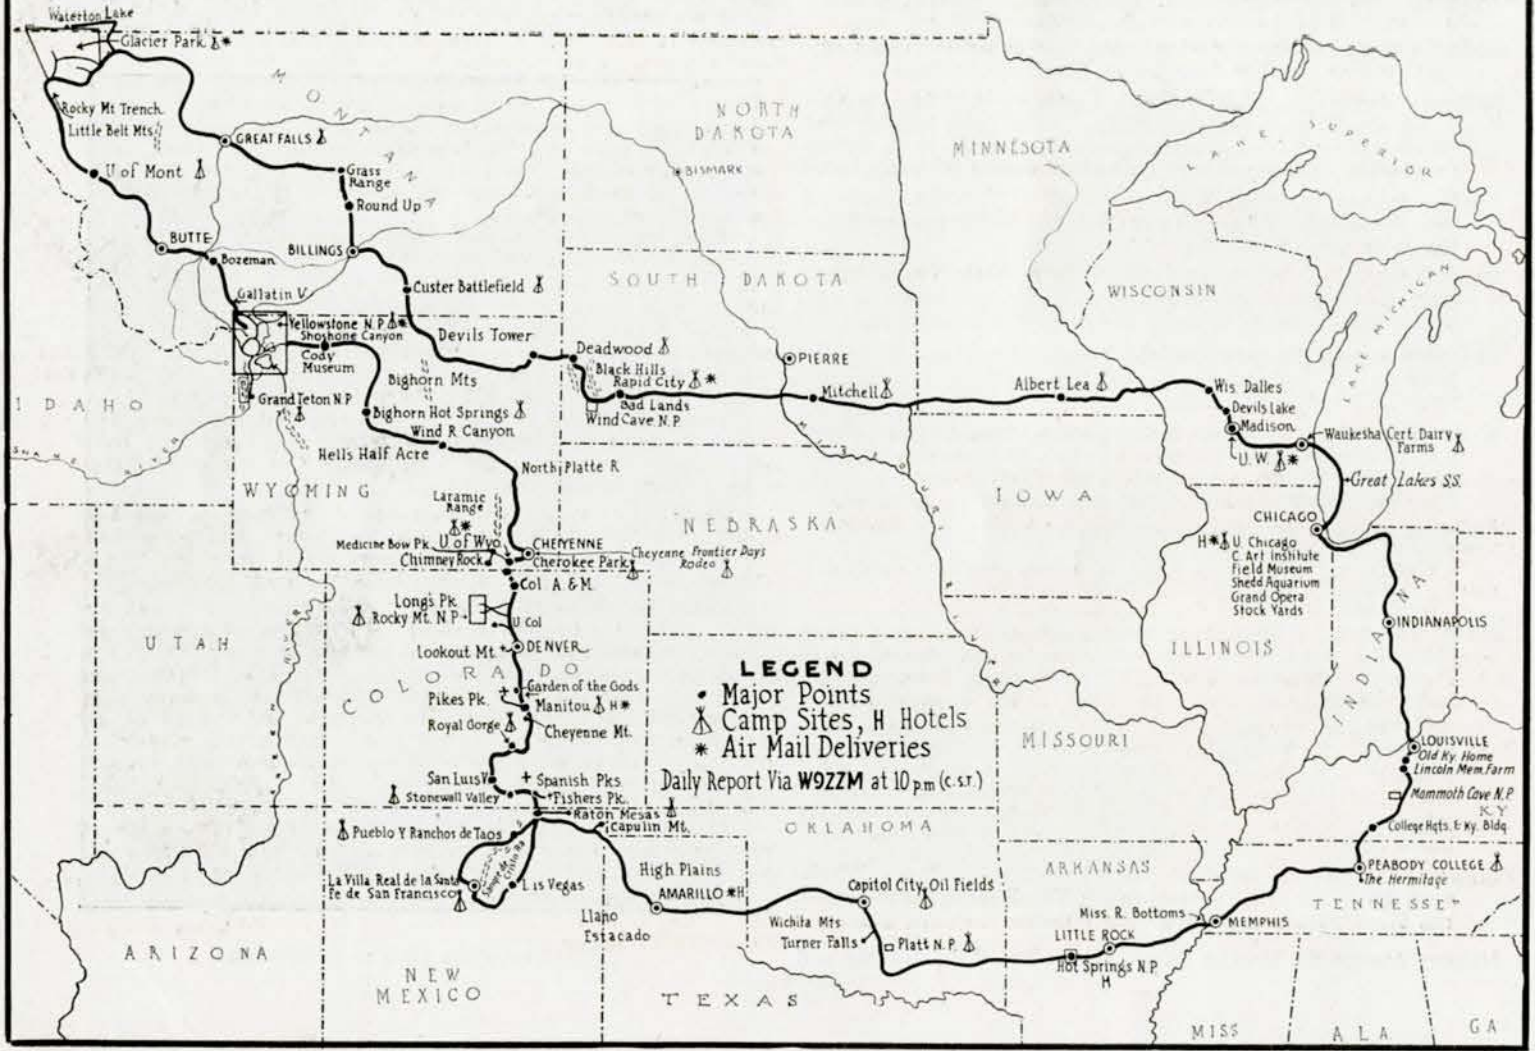 Waterton Lake
Glacier Park *
Rocky Mt Trench
Little Belt Mts
GREAT FALLS
MONTANA
U of Mont
Grass
Range
Round Up
BUTTE
Bozeman
BILLINGS
Gallatin V.
Custer Battlefield
Yellowstone N.P. *
Shoshone Canyon
Cody
Museum
Devils Tower
Bighorn Mts
Grand Teton N.P
IDAHO
SNAKE RIVER
Bighorn Hot Springs
Wind R. Canyon
Hell's Half Acre
North Platte R
WYOMING
Laramie
Range
*
Medicine Bow Pk.
U of Wyo.
Chimney Rock
CHEYENNE
Cherokee Park
Cheyenne Frontier Days
Rodeo
NORTH
DAKOTA
BISMARK
SOUTH DAKOTA
Deadwood
Black Hills
Rapid City *
Bad Lands
Wind Cave N.P.
PIERRE
Mitchell
MISSOURI RIVER
NEBRASKA
MINNESOTA
LAKE SUPERIOR
WISCONSIN
LAKE MICHIGAN
Albert Lea
Wis. Dalles
Devils Lake
Madison
U.W. *
Waukesha Cert. Dairy
Farms
Great Lakes S.S.
IOWA
CHICAGO
H * U. Chicago
C. Art Institute
Field Museum
Shedd Aquarium
Grand Opera
Stock Yards
ILLINOIS
INDIANA
INDIANAPOLIS
LOUISVILLE
Old Ky. Home
Lincoln Mem. Farm
Mammoth Cave N.P.
KY
College Hqts. & Ky. Bldg.
PEABODY COLLEGE
The Hermitage
TENNESSEE
UTAH
GREEN RIVER
COLORADO
Col A. & M.
Long's Pk
Rocky Mt. N.P
U Col
Lookout Mt.
DENVER
Garden of the Gods
Pikes Pk.
Manitou H *
Royal Gorge
Cheyenne Mt.
San Luis V
Spanish Pks
Stonewall Valley
Fishers Pk.
Raton Mesas
Capulin Mt.
Pueblo Y Ranchos de Taos
Sangre de
Cristo Ra
La Villa Real de la Santa
Fe de San Francisco
Las Vegas
LEGEND
• Major Points
Camp Sites, H Hotels
* Air Mail Deliveries
Daily Report Via W9ZZM at 10 p.m (c.s.t.)
MISSOURI
OKLAHOMA
ARKANSAS
High Plains
AMARILLO *H
Llano
Estacado
Capitol City, Oil Fields
Wichita Mts
Turner Falls
Platt N.P.
Miss. R. Bottoms
LITTLE ROCK
Hot Springs N.P.
H
MEMPHIS
ARIZONA
NEW
MEXICO
TEXAS
MISS
ALA
GA